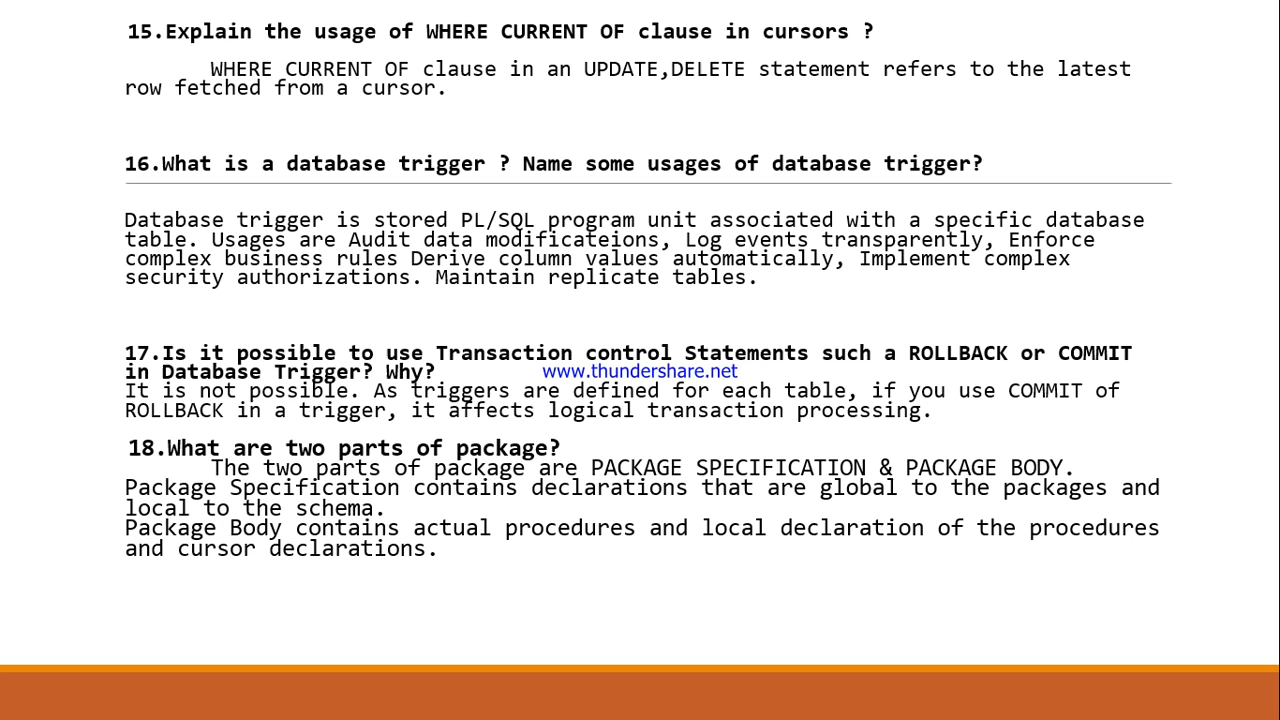 15.Explain the usage of WHERE CURRENT OF clause in cursors ?
WHERE CURRENT OF clause in an UPDATE,DELETE statement refers to the latest
row fetched from a cursor.
16.What is a database trigger ? Name some usages of database trigger?
Database trigger is stored PL/SQL program unit associated with a specific database
table. Usages are Audit data modificateions, Log events transparently, Enforce
complex business rules Derive column values automatically, Implement complex
security authorizations. Maintain replicate tables.
17.Is it possible to use Transaction control Statements such a ROLLBACK or COMMIT
in Database Trigger? Why?
www.thundershare.net
It is not possible. As triggers are defined for each table, if you use COMMIT of
ROLLBACK in a trigger, it affects logical transaction processing.
18.What are two parts of package?
The two parts of package are PACKAGE SPECIFICATION & PACKAGE BODY.
Package Specification contains declarations that are global to the packages and
local to the schema.
Package Body contains actual procedures and local declaration of the procedures
and cursor declarations.